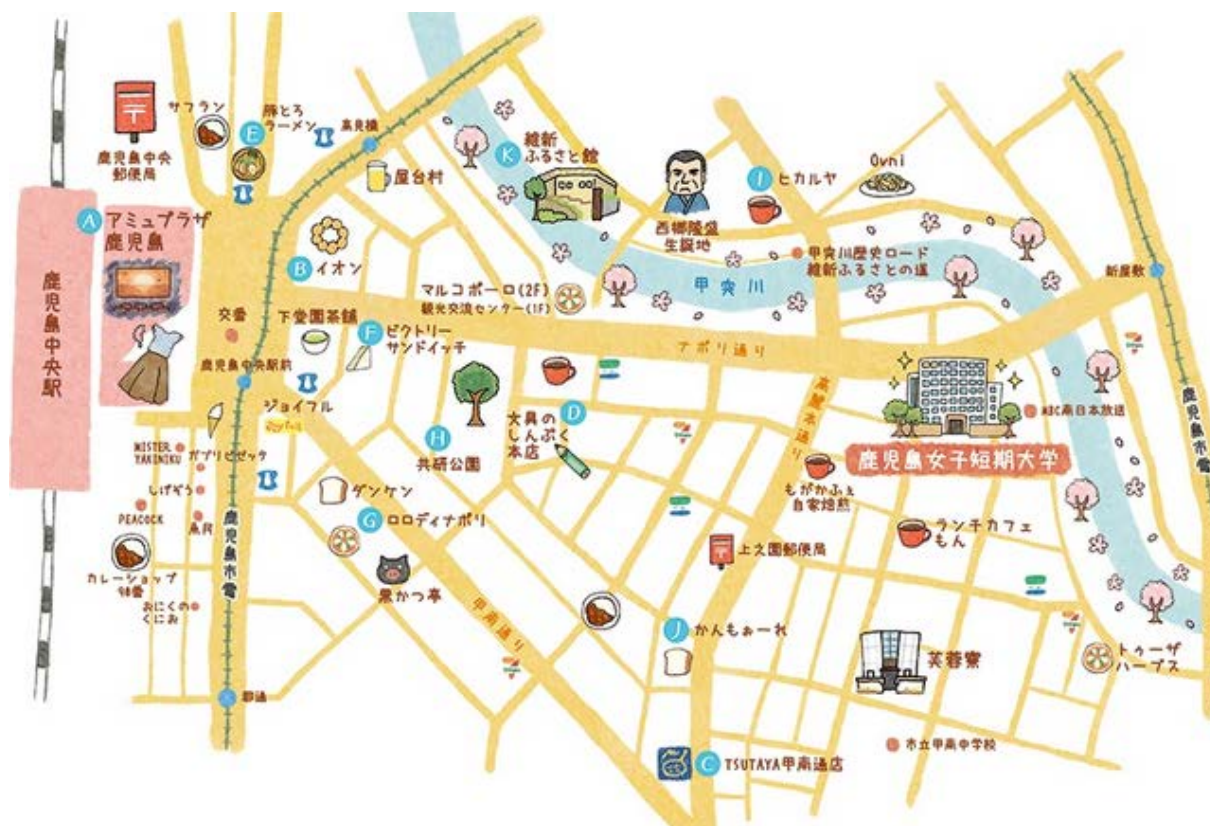 サフラン
E
豚とろ
ラーメン
高見橋
鹿児島中央
郵便局
屋台村
K
維新
ふるさと館
西郷隆盛
生誕地
I
ヒカルヤ
Ovni
A
アミュプラザ
鹿児島
鹿児島中央駅
B
イオン
マルコポーロ(2F)
観光交流センター(1F)
甲突川
甲突川歴史ロード
維新ふるさとの道
新屋敷
交番
下堂園茶舗
F
ビクトリー
サンドイッチ
ナポリ通り
鹿児島中央駅前
ジョイフル
高麗本通り
鹿児島市電
MBC南日本放送
鹿児島女子短期大学
D
文具の
しんぷく
本店
H
共研公園
MISTER
YAKINIKU
ガブリピゼッタ
しげぞう
PEACOCK
ダンケン
G
ロロディナポリ
もがかふぇ
自家焙煎
ランチカフェ
もん
上之園郵便局
カレーショップ
98番
おにくの
くにお
鹿児島市電
黒かつ亭
甲南通り
J
かんもぉーれ
芙蓉寮
トゥーザ
ハーブス
都通
市立甲南中学校
C
TSUTAYA甲南通店